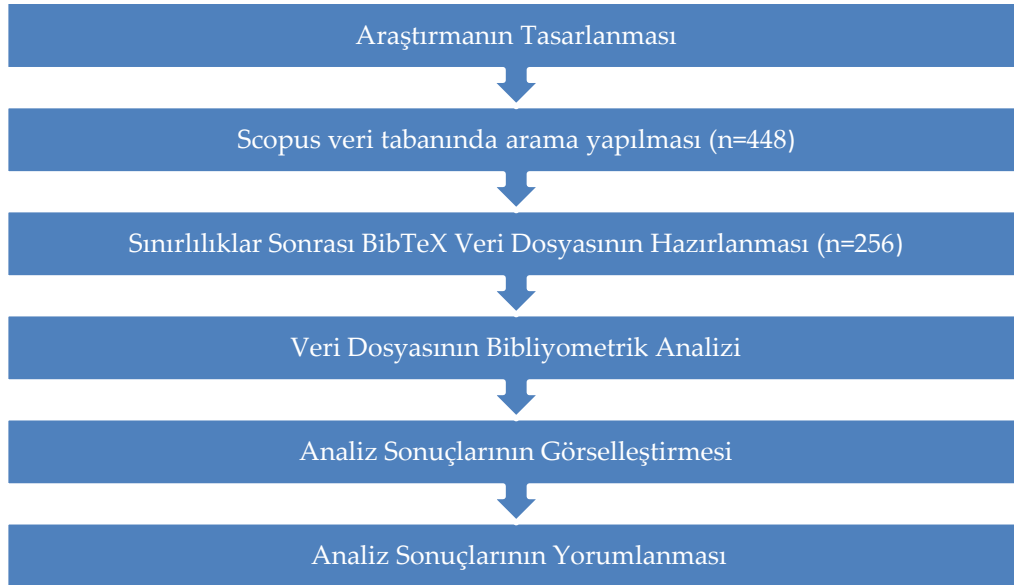 Araştırmanın Tasarlanması
Scopus veri tabanında arama yapılması (n=448)
Sınırlılıklar Sonrası BibTeX Veri Dosyasının Hazırlanması (n=256)
Veri Dosyasının Bibliyometrik Analizi
Analiz Sonuçlarının Görselleştirmesi
Analiz Sonuçlarının Yorumlanması